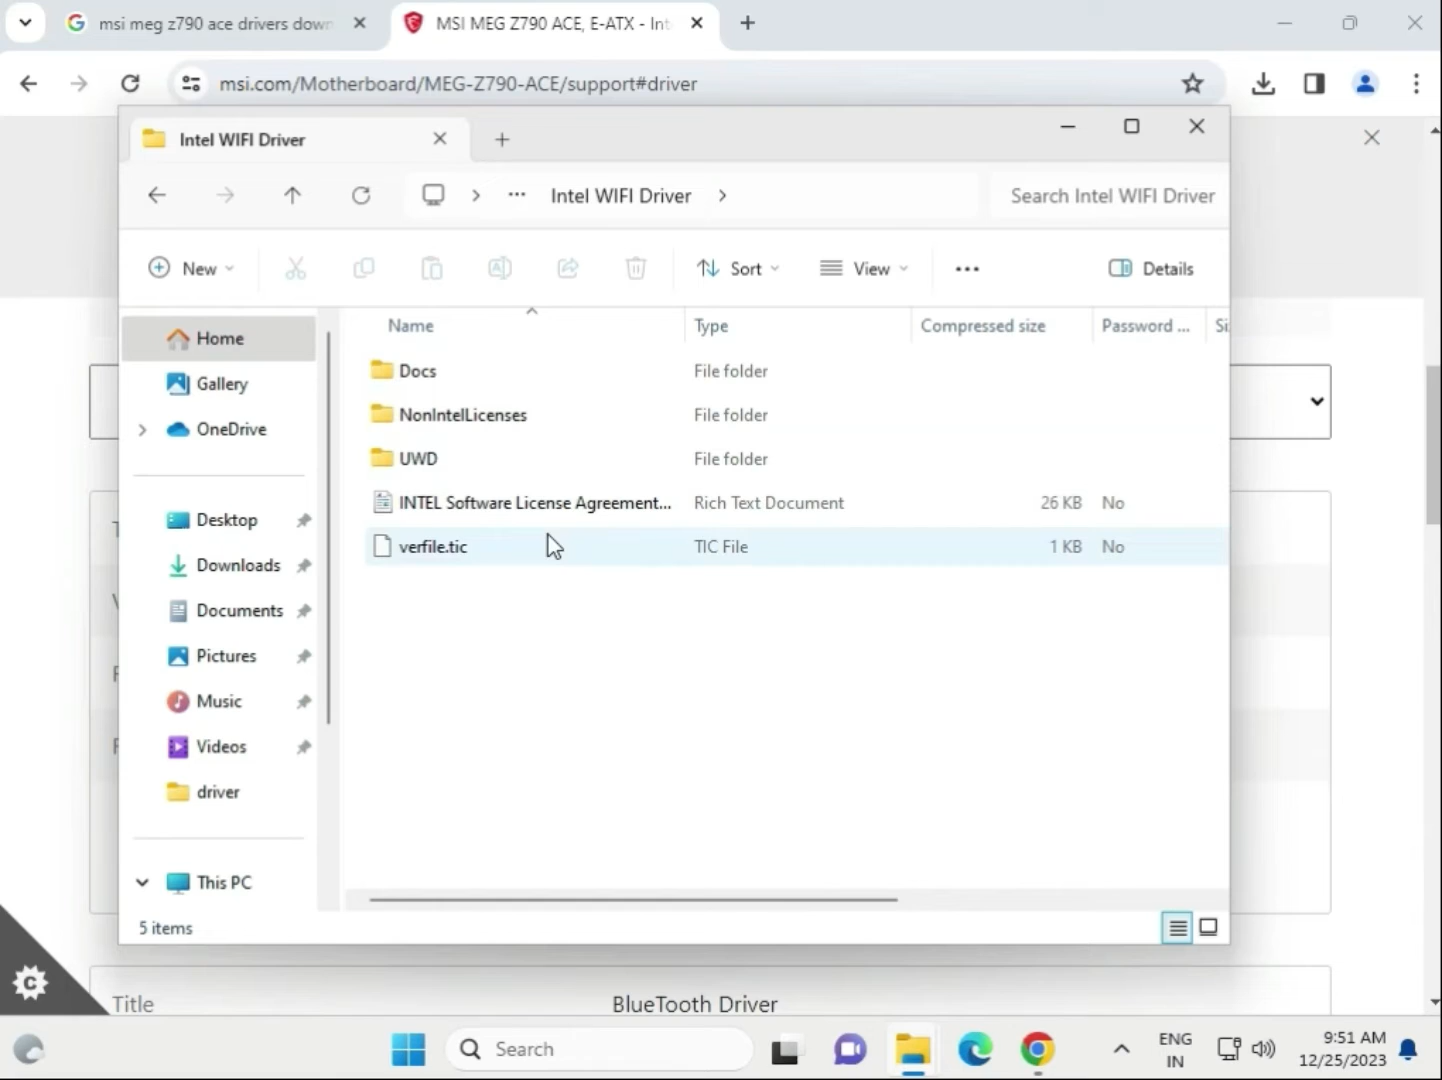 msi meg z790 ace drivers down
MSI MEG Z790 ACE, E-ATX - Int
msi.com/Motherboard/MEG-Z790-ACE/support#driver
Intel WIFI Driver
Intel WIFI Driver
Search Intel WIFI Driver
New
Sort
View
Details
Name
Type
Compressed size
Password ...
Si
Home
Gallery
OneDrive
Desktop
Downloads
Documents
Pictures
Music
Videos
driver
This PC
Docs
File folder
NonIntelLicenses
File folder
UWD
File folder
INTEL Software License Agreement...
Rich Text Document
26 KB
No
verfile.tic
TIC File
1 KB
No
5 items
Title
BlueTooth Driver
Search
ENG
IN
9:51 AM
12/25/2023